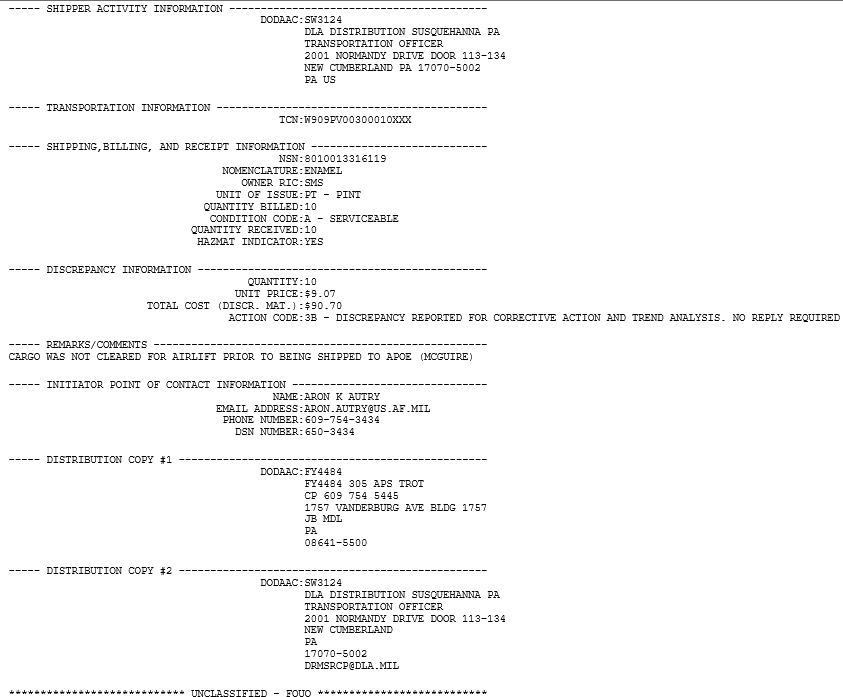 ----- SHIPPER ACTIVITY INFORMATION -----------------------------------------
DODAAC:SW3124
DLA DISTRIBUTION SUSQUEHANNA PA
TRANSPORTATION OFFICER
2001 NORMANDY DRIVE DOOR 113-134
NEW CUMBERLAND PA 17070-5002
PA US
----- TRANSPORTATION INFORMATION -------------------------------------------
TCN:W909PV00300010XXX
----- SHIPPING,BILLING, AND RECEIPT INFORMATION ----------------------------
NSN:8010013316119
NOMENCLATURE:ENAMEL
OWNER RIC:SMS
UNIT OF ISSUE:PT - PINT
QUANTITY BILLED:10
CONDITION CODE:A - SERVICEABLE
QUANTITY RECEIVED:10
HAZMAT INDICATOR:YES
----- DISCREPANCY INFORMATION ----------------------------------------------
QUANTITY:10
UNIT PRICE:$9.07
TOTAL COST (DISCR. MAT.):$90.70
ACTION CODE:3B - DISCREPANCY REPORTED FOR CORRECTIVE ACTION AND TREND ANALYSIS. NO REPLY REQUIRED
----- REMARKS/COMMENTS -----------------------------------------------------
CARGO WAS NOT CLEARED FOR AIRLIFT PRIOR TO BEING SHIPPED TO APOE (MCGUIRE)
----- INITIATOR POINT OF CONTACT INFORMATION -------------------------------
NAME:ARON K AUTRY
EMAIL ADDRESS:ARON.AUTRY@US.AF.MIL
PHONE NUMBER:609-754-3434
DSN NUMBER:650-3434
----- DISTRIBUTION COPY #1 -------------------------------------------------
DODAAC:FY4484
FY4484 305 APS TROT
CP 609 754 5445
1757 VANDERBURG AVE BLDG 1757
JB MDL
PA
08641-5500
----- DISTRIBUTION COPY #2 -------------------------------------------------
DODAAC:SW3124
DLA DISTRIBUTION SUSQUEHANNA PA
TRANSPORTATION OFFICER
2001 NORMANDY DRIVE DOOR 113-134
NEW CUMBERLAND
PA
17070-5002
DRMSRCP@DLA.MIL
**************************** UNCLASSIFIED - FOUO ***************************